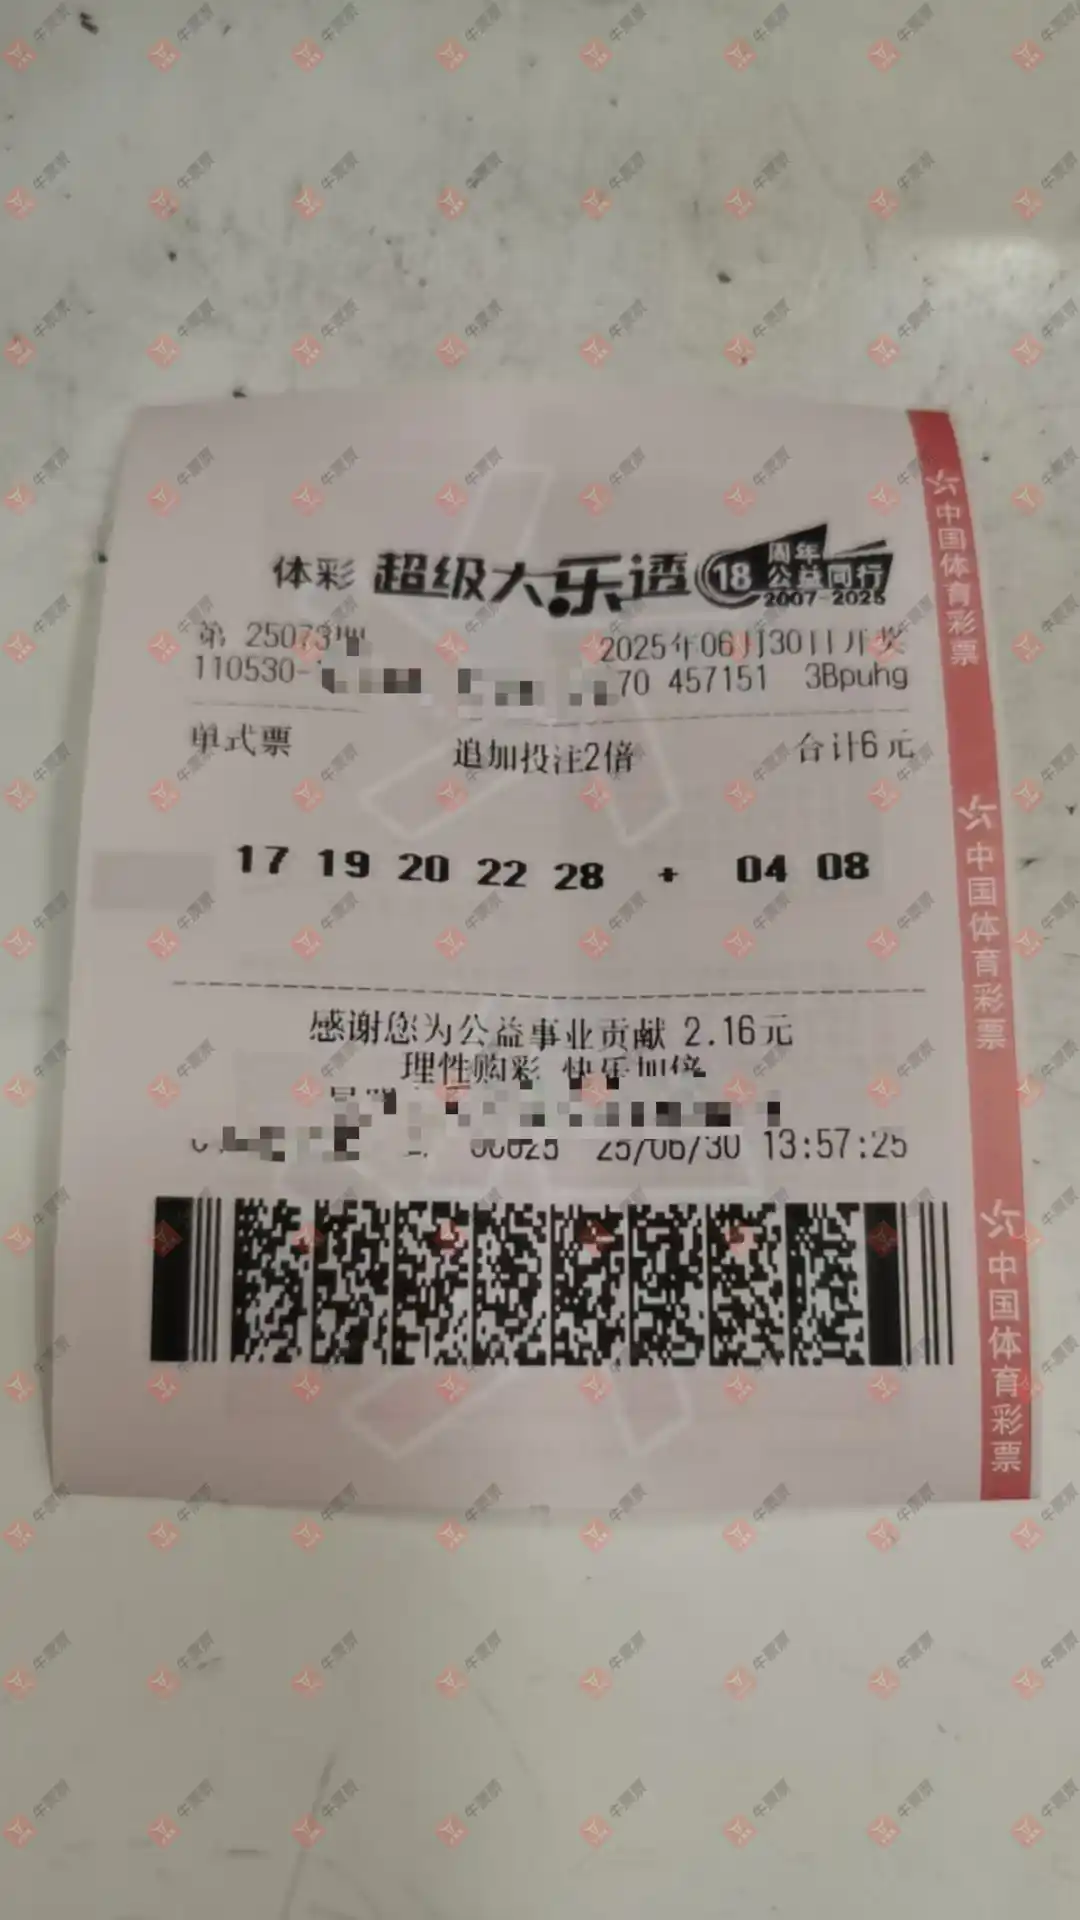 体彩 超级大乐透 18 周年 公益同行 2007-2025
第 25073期 2025年06月30日开奖
110530- 70 457151 3Bpuhg
单式票 追加投注2倍 合计6元
17 19 20 22 28 + 04 08
感谢您为公益事业贡献 2.16元
理性购彩 快乐加倍
25/06/30 13:57:25
中国体育彩票
中国体育彩票
中国体育彩票
牛票票